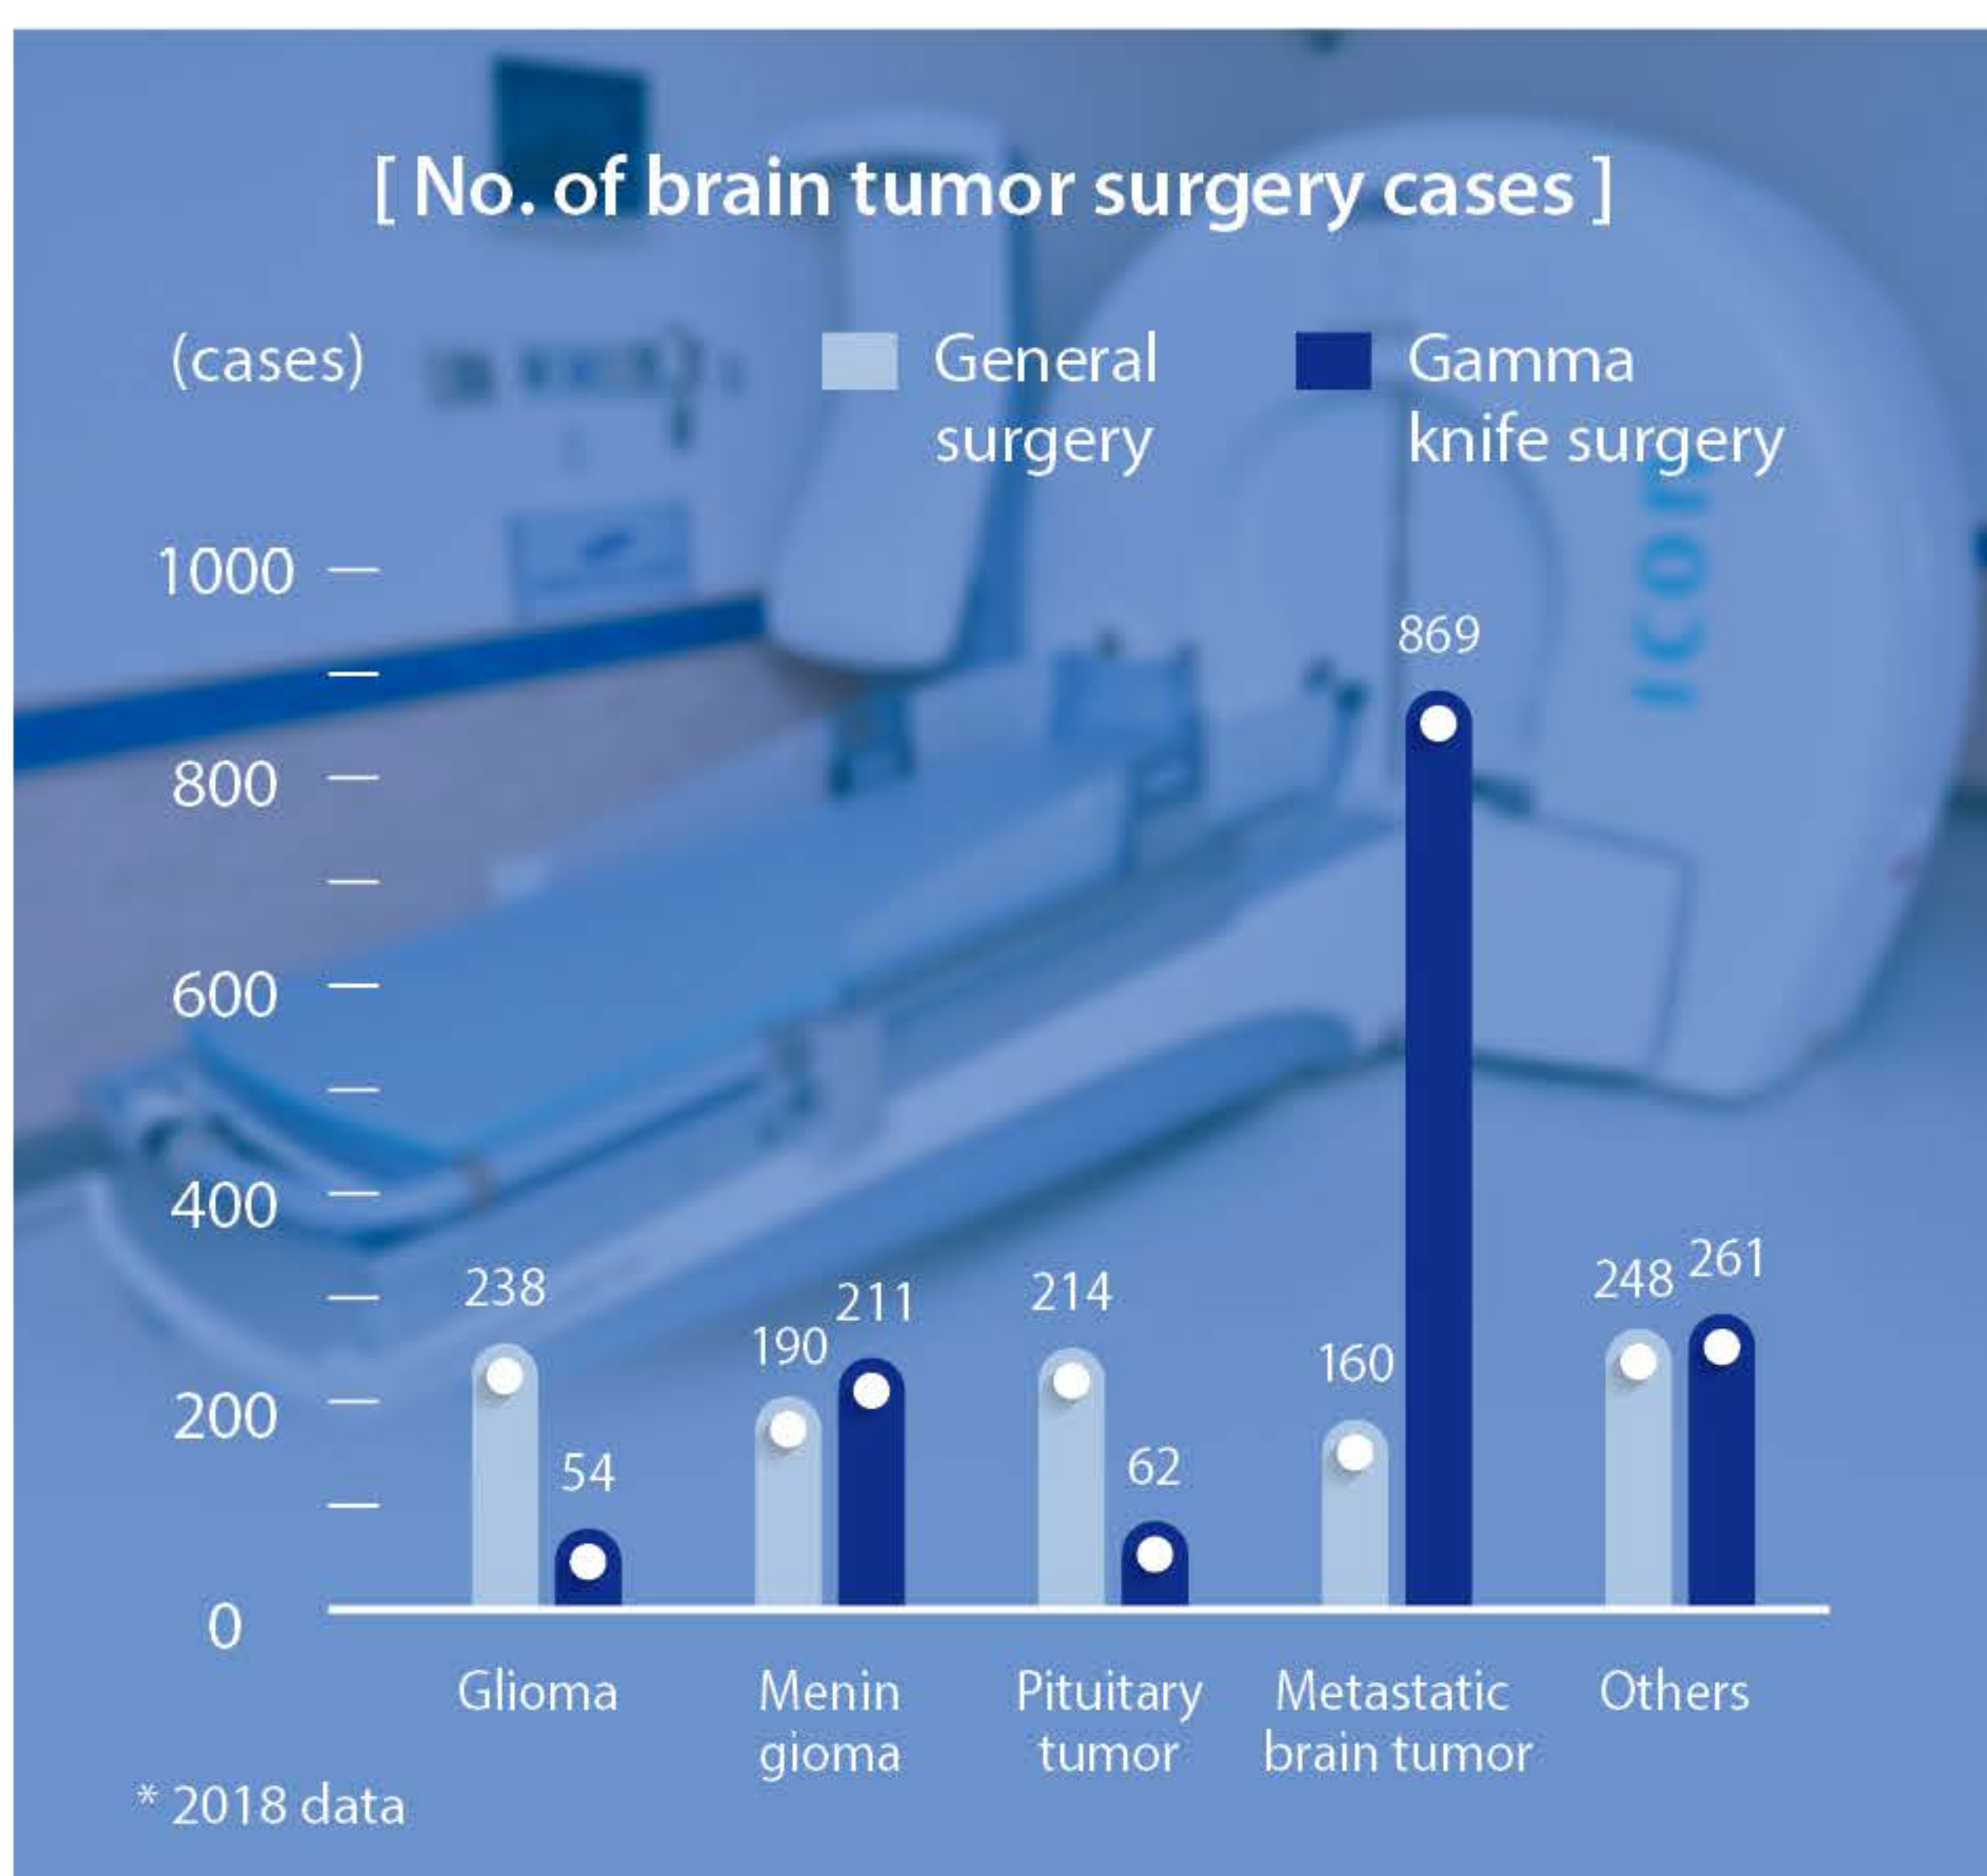 [ No. of brain tumor surgery cases ]
(cases)
General
surgery
Gamma
knife surgery
1000
800
600
400
200
0
238
54
190
211
214
62
160
869
248
261
Glioma
Menin
gioma
Pituitary
tumor
Metastatic
brain tumor
Others
* 2018 data
ICON